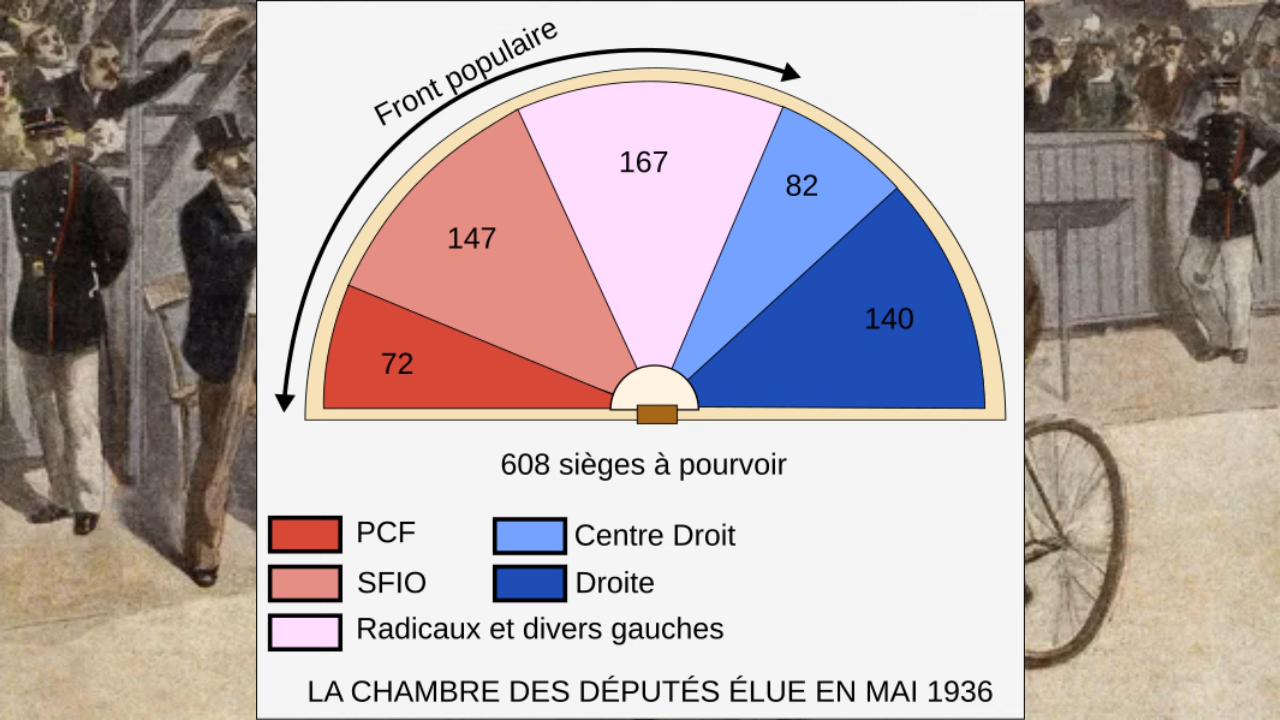 Front populaire
167
82
147
140
72
608 sièges à pourvoir
PCF
Centre Droit
SFIO
Droite
Radicaux et divers gauches
LA CHAMBRE DES DÉPUTÉS ÉLUE EN MAI 1936